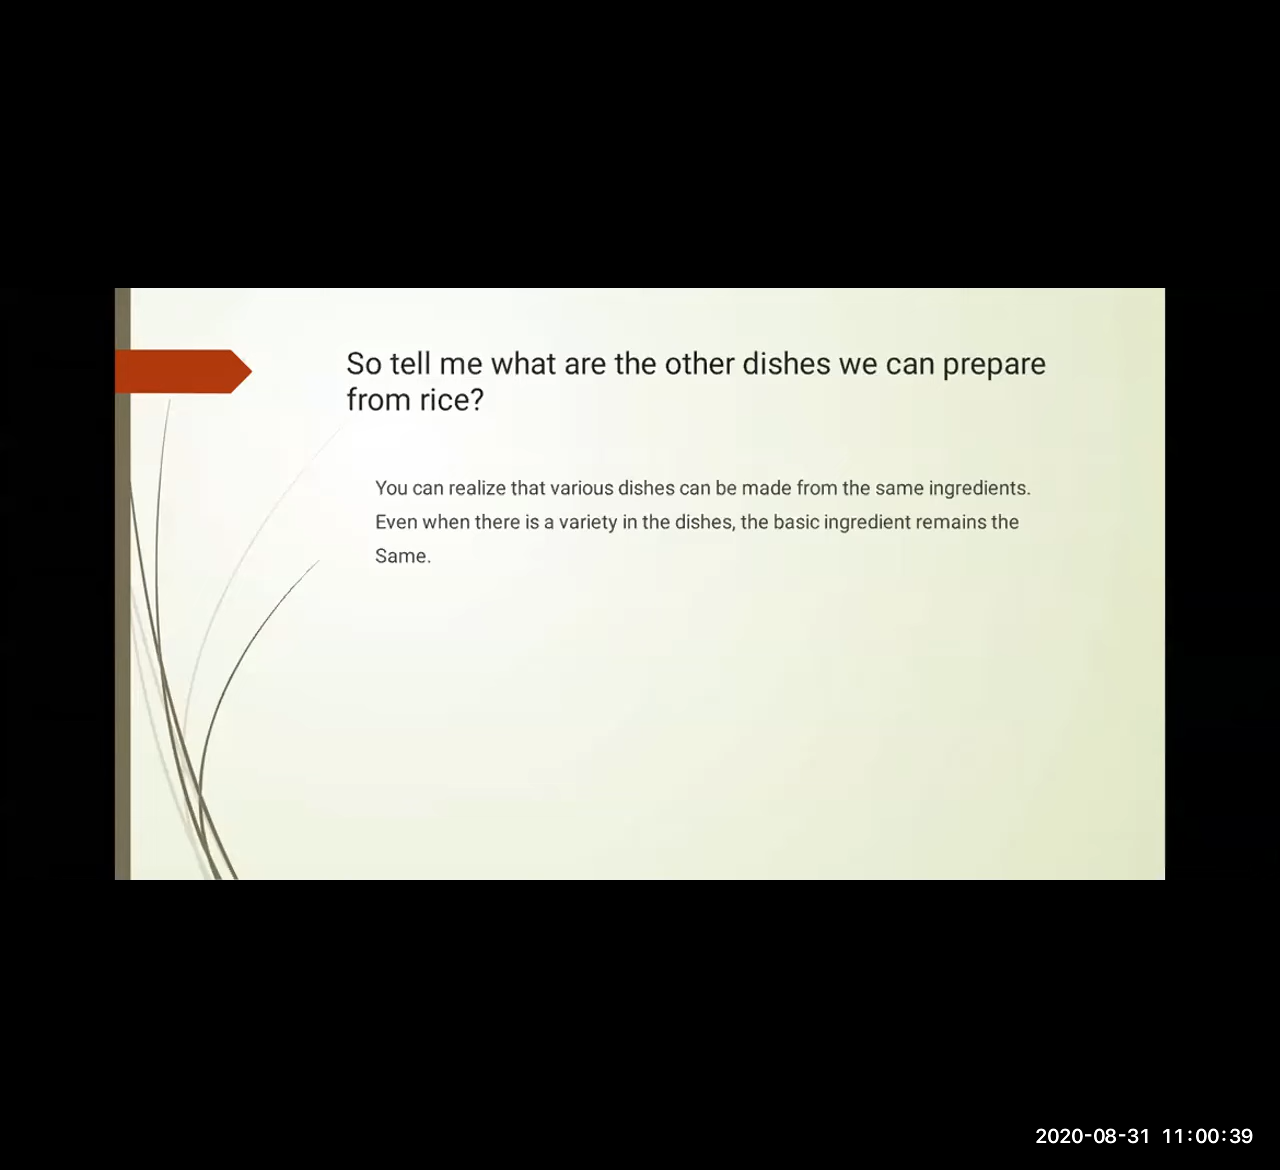 So tell me what are the other dishes we can prepare
from rice?
You can realize that various dishes can be made from the same ingredients.
Even when there is a variety in the dishes, the basic ingredient remains the
Same.
2020-08-31 11:00:39